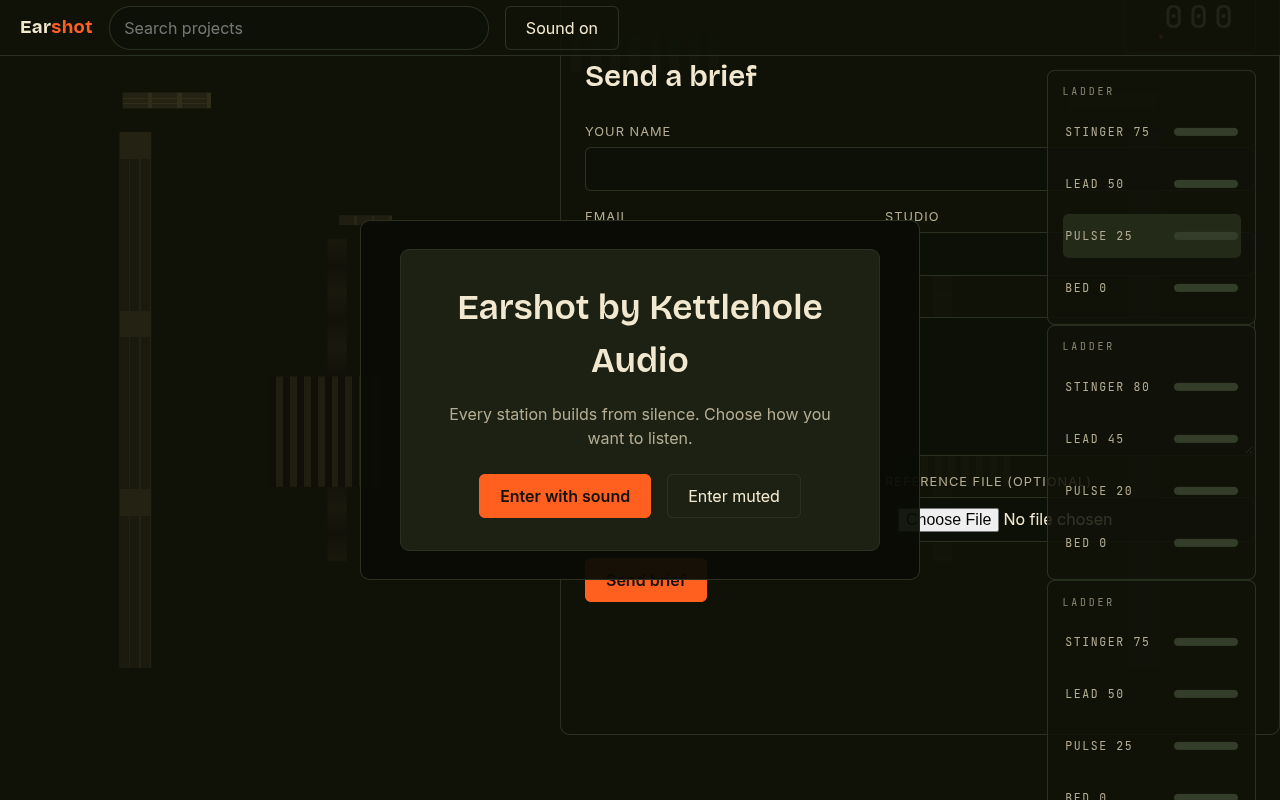 Earshot
Search projects
Sound on
000
Send a brief
YOUR NAME
EMAIL
STUDIO
Earshot by Kettlehole
Audio
Every station builds from silence. Choose how you
want to listen.
Enter with sound
Enter muted
REFERENCE FILE (OPTIONAL)
Choose File No file chosen
Send brief
LADDER
STINGER 75
LEAD 50
PULSE 25
BED 0
LADDER
STINGER 80
LEAD 45
PULSE 20
BED 0
LADDER
STINGER 75
LEAD 50
PULSE 25
BED 0